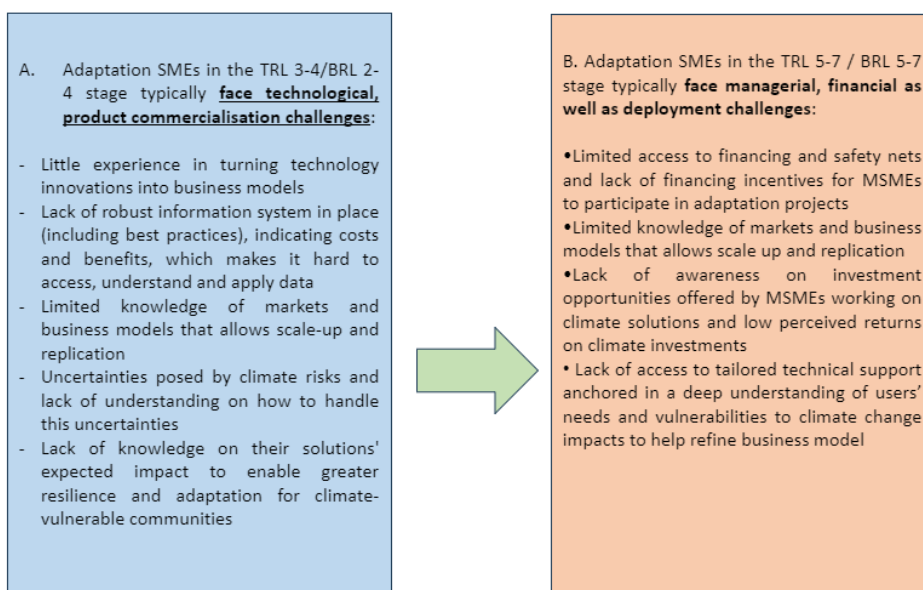 A. Adaptation SMEs in the TRL 3-4/BRL 2-
4 stage typically face technological,
product commercialisation challenges:
- Little experience in turning technology
innovations into business models
- Lack of robust information system in place
(including best practices), indicating costs
and benefits, which makes it hard to
access, understand and apply data
- Limited knowledge of markets and
business models that allows scale-up and
replication
- Uncertainties posed by climate risks and
lack of understanding on how to handle
this uncertainties
- Lack of knowledge on their solutions'
expected impact to enable greater
resilience and adaptation for climate-
vulnerable communities
B. Adaptation SMEs in the TRL 5-7 / BRL 5-7
stage typically face managerial, financial as
well as deployment challenges:
•Limited access to financing and safety nets
and lack of financing incentives for MSMEs
to participate in adaptation projects
•Limited knowledge of markets and business
models that allows scale up and replication
•Lack of awareness on investment
opportunities offered by MSMEs working on
climate solutions and low perceived returns
on climate investments
• Lack of access to tailored technical support
anchored in a deep understanding of users’
needs and vulnerabilities to climate change
impacts to help refine business model